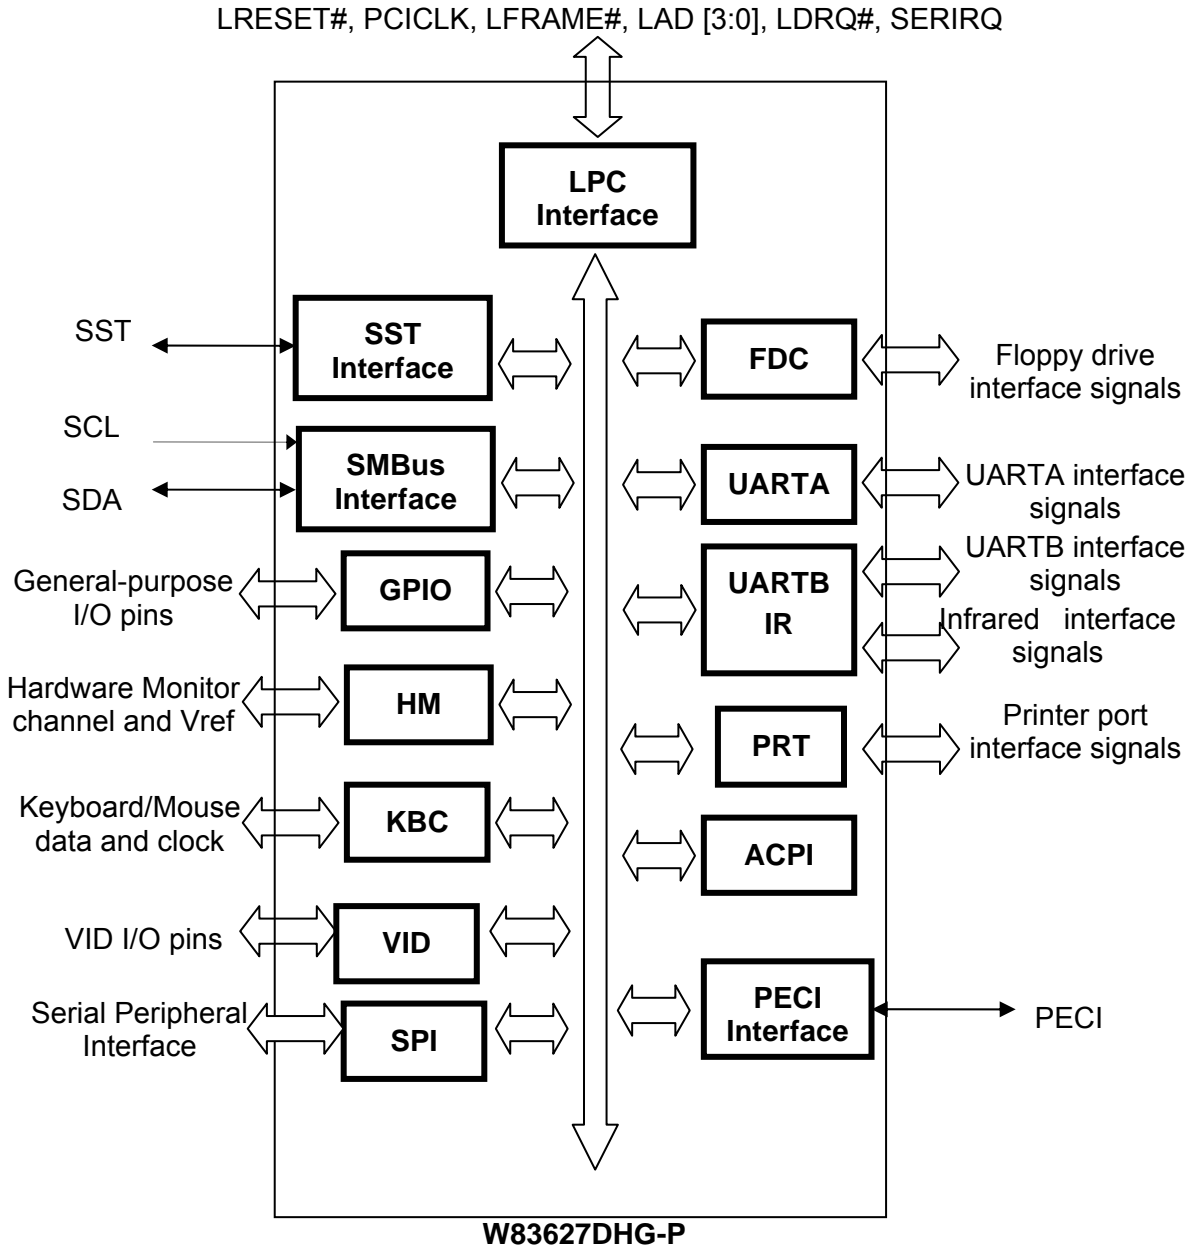 LRESET#, PCICLK, LFRAME#, LAD [3:0], LDRQ#, SERIRQ
LPC
Interface
SST
SST
Interface
SCL
SDA
SMBus
Interface
General-purpose
I/O pins
GPIO
Hardware Monitor
channel and Vref
HM
Keyboard/Mouse
data and clock
KBC
VID I/O pins
VID
Serial Peripheral
Interface
SPI
FDC
Floppy drive
interface signals
UARTA
UARTA interface
signals
UARTB
IR
UARTB interface
signals
Infrared interface
signals
PRT
Printer port
interface signals
ACPI
PECI
Interface
PECI
W83627DHG-P